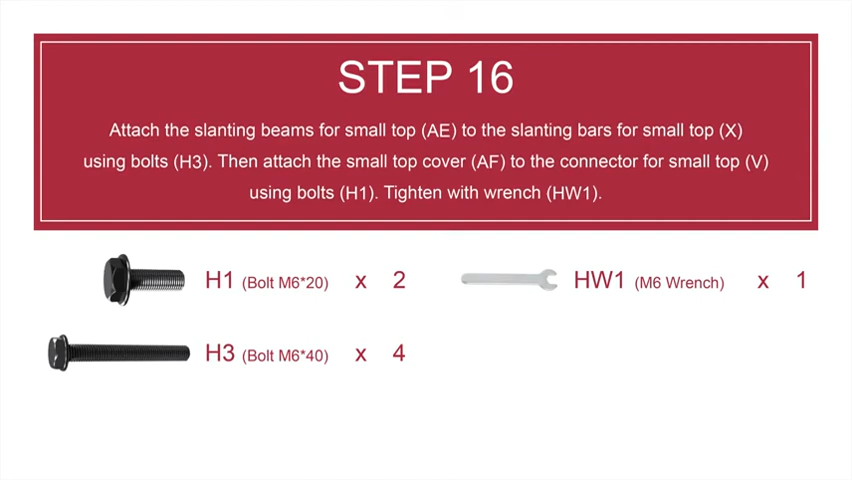 STEP 16
Attach the slanting beams for small top (AE) to the slanting bars for small top (X)
using bolts (H3). Then attach the small top cover (AF) to the connector for small top (V)
using bolts (H1). Tighten with wrench (HW1).
H1 (Bolt M6*20) x 2
HW1 (M6 Wrench) x 1
H3 (Bolt M6*40) x 4